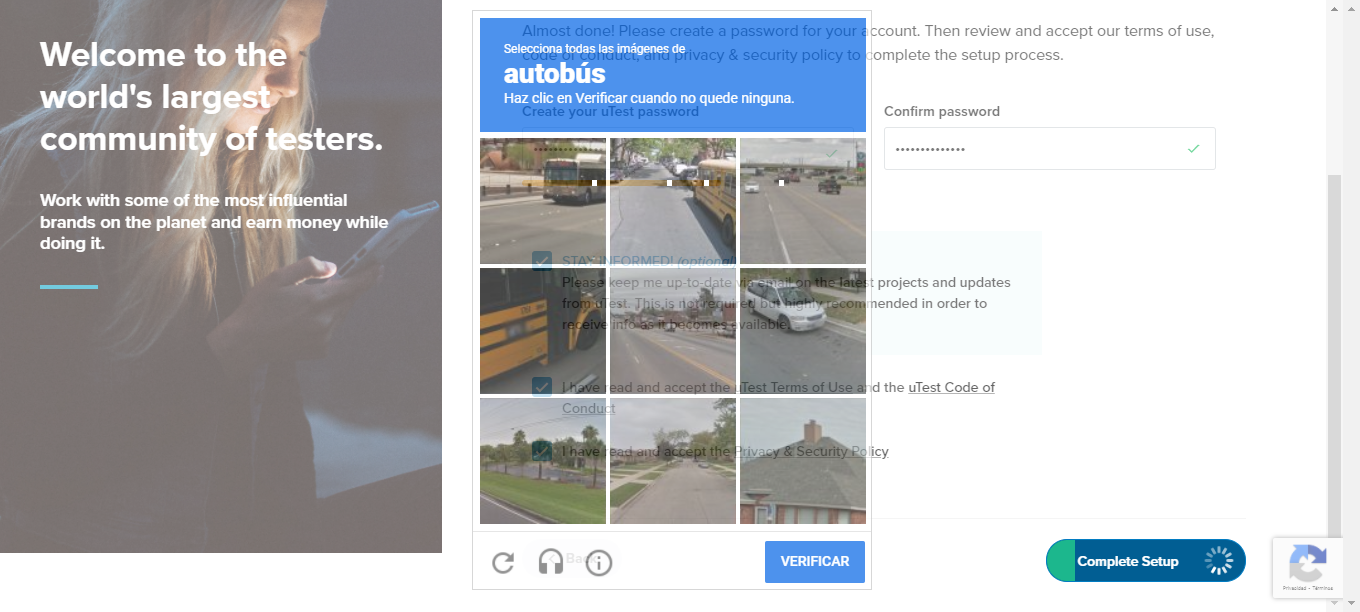 Welcome to the
world's largest
community of testers.
Work with some of the most influential
brands on the planet and earn money while
doing it.
Almost done! Please create a password for your account. Then review and accept our terms of use,
code of conduct, and privacy & security policy to complete the setup process.
Selecciona todas las imágenes de
autobús
Haz clic en Verificar cuando no quede ninguna.
Create your uTest password
Confirm password
••••••••••••••
STAY INFORMED! (optional)
Please keep me up-to-date via email on the latest projects and updates
from uTest. This is not required but highly recommended in order to
receive info as it becomes available.
I have read and accept the uTest Terms of Use and the uTest Code of
Conduct
I have read and accept the Privacy & Security Policy
Back
VERIFICAR
Complete Setup
Privacidad - Términos